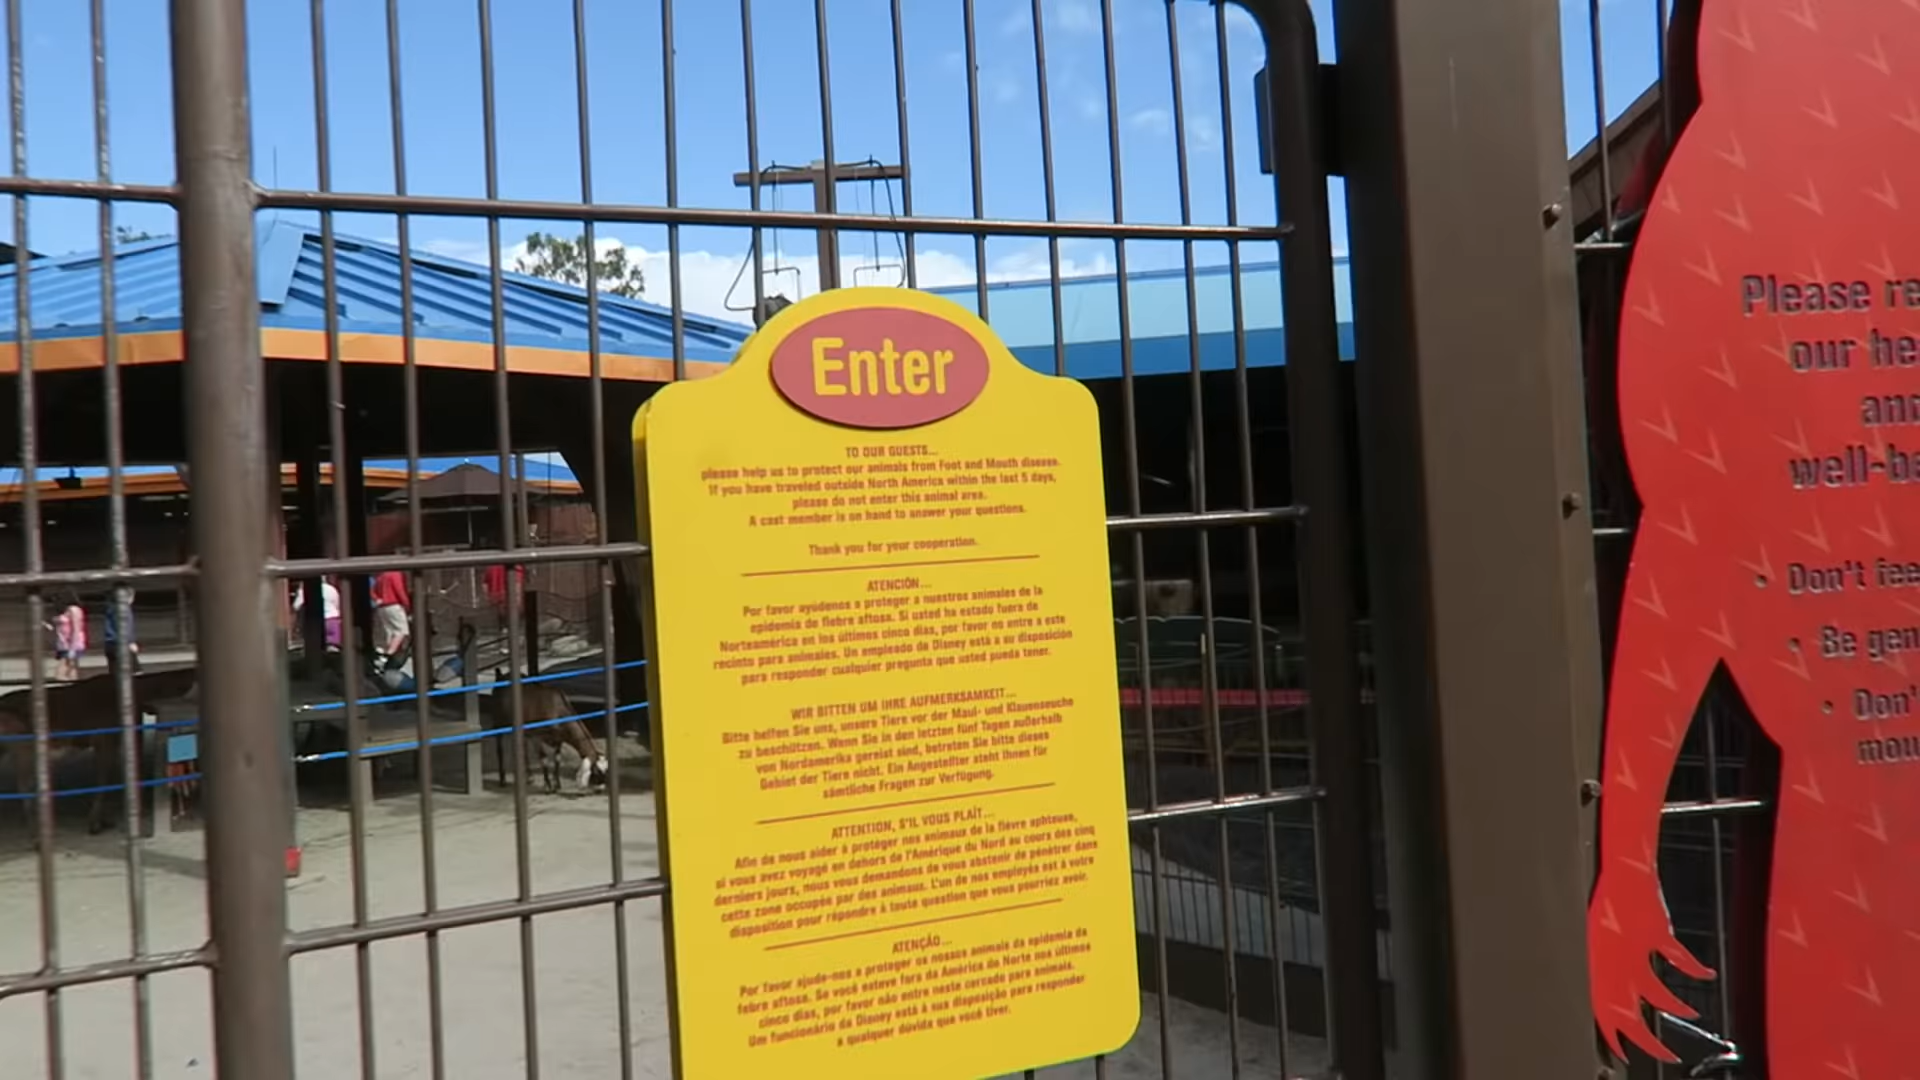 Enter
TO OUR GUESTS...
please help us to protect our animals from Foot and Mouth disease.
If you have traveled outside North America within the last 5 days,
please do not enter this animal area.
A cast member is on hand to answer your questions.
Thank you for your cooperation.
ATENCIÓN...
Por favor ayúdenos a proteger a nuestros animales de la
epidemia de fiebre aftosa. Si usted ha estado fuera de
Norteamérica en los últimos cinco días, por favor no entre a este
recinto para animales. Un empleado de Disney está a su disposición
para responder cualquier pregunta que usted pueda tener.
WIR BITTEN UM IHRE AUFMERKSAMKEIT...
Bitte helfen Sie uns, unsere Tiere vor der Maul- und Klauenseuche
zu beschützen. Wenn Sie in den letzten fünf Tagen außerhalb
von Nordamerika gereist sind, betreten Sie bitte dieses
Gebiet der Tiere nicht. Ein Angestellter steht Ihnen für
sämtliche Fragen zur Verfügung.
ATTENTION, S'IL VOUS PLAÎT...
Afin de nous aider à protéger nos animaux de la fièvre aphteuse,
si vous avez voyagé en dehors de l'Amérique du Nord au cours des cinq
derniers jours, nous vous demandons de vous abstenir de pénétrer dans
cette zone occupée par des animaux. L'un de nos employés est à votre
disposition pour répondre à toute question que vous pourriez avoir.
ATENÇÃO...
Por favor ajude-nos a proteger os nossos animais da epidemia da
febre aftosa. Se você esteve fora da América do Norte nos últimos
cinco dias, por favor não entre neste cercado para animais.
Um funcionário da Disney está à sua disposição para responder
a qualquer dúvida que você tiver.
Please re
our he
and
well-be
• Don't fee
• Be gen
• Don'
mou